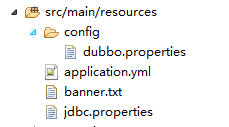 src/main/resources
config
dubbo.properties
application.yml
banner.txt
jdbc.properties